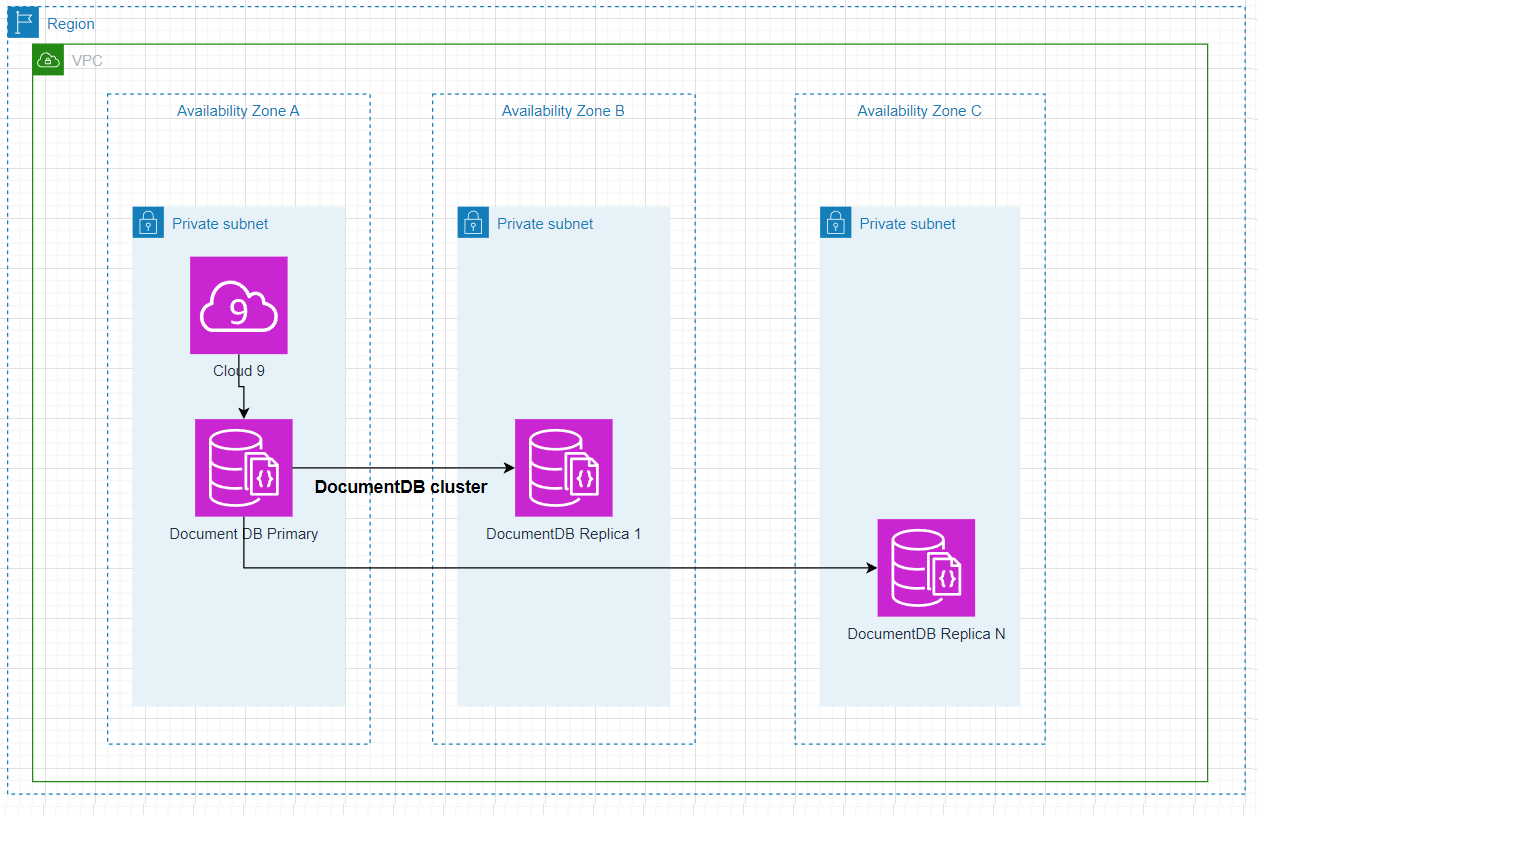 Region
VPC
Availability Zone A
Availability Zone B
Availability Zone C
Private subnet
Private subnet
Private subnet
9
Cloud 9
{}
{}
DocumentDB cluster
Document DB Primary
DocumentDB Replica 1
{}
DocumentDB Replica N